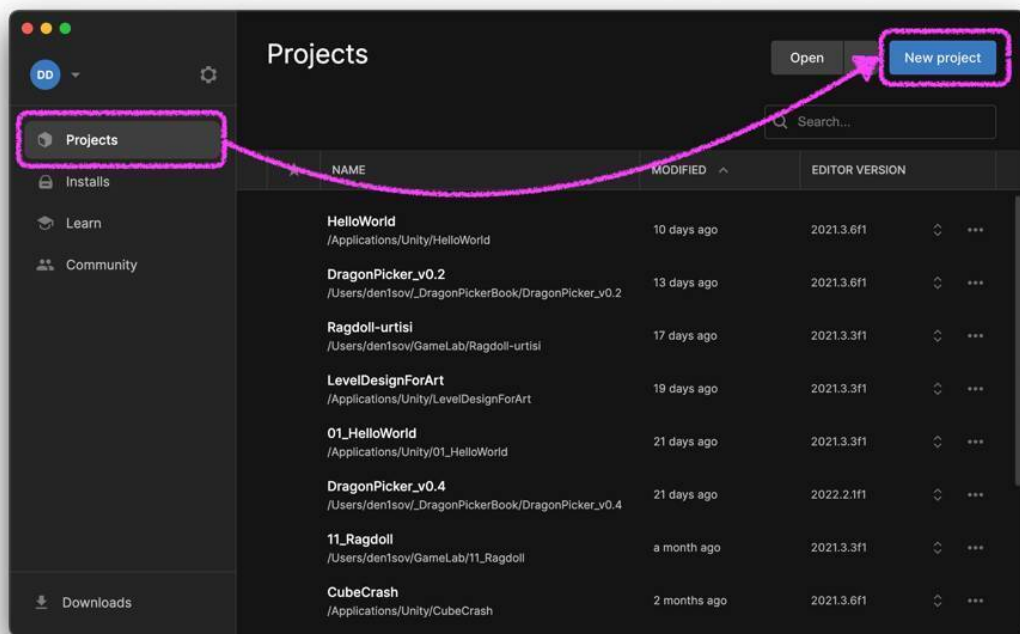 DD
Projects
Installs
Learn
Community
Downloads
Projects
Open
New project
Search...
NAME MODIFIED EDITOR VERSION
HelloWorld
/Applications/Unity/HelloWorld
10 days ago 2021.3.6f1
DragonPicker_v0.2
/Users/den1sov/_DragonPickerBook/DragonPicker_v0.2
13 days ago 2021.3.6f1
Ragdoll-urtisi
/Users/den1sov/GameLab/Ragdoll-urtisi
17 days ago 2021.3.3f1
LevelDesignForArt
/Applications/Unity/LevelDesignForArt
19 days ago 2021.3.3f1
01_HelloWorld
/Applications/Unity/01_HelloWorld
21 days ago 2021.3.3f1
DragonPicker_v0.4
/Users/den1sov/_DragonPickerBook/DragonPicker_v0.4
21 days ago 2022.2.1f1
11_Ragdoll
/Users/den1sov/GameLab/11_Ragdoll
a month ago 2021.3.3f1
CubeCrash
/Applications/Unity/CubeCrash
2 months ago 2021.3.6f1